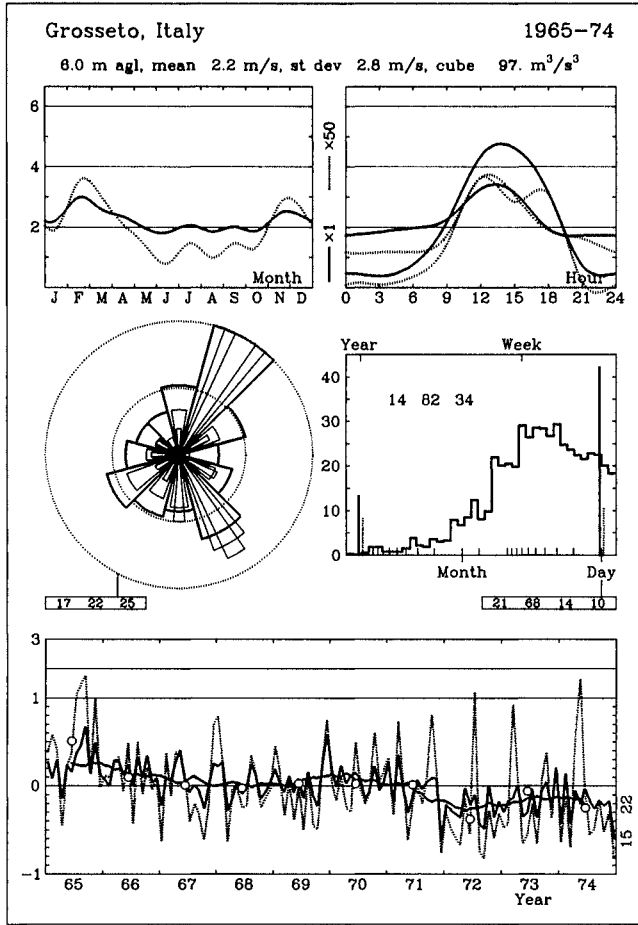 Grosseto, Italy 1965-74
6.0 m agl, mean 2.2 m/s, st dev 2.8 m/s, cube 97. m³/s³
6
4
2
J F M A M J J A S O N D
Month
×1 ×50
0 3 6 9 12 15 18 21 24
Hour
17 22 25
Year Week
40
30
20
10
0
14 82 34
Month Day
21 68 14 10
3
1
0
-1
65 66 67 68 69 70 71 72 73 74
Year
15 22